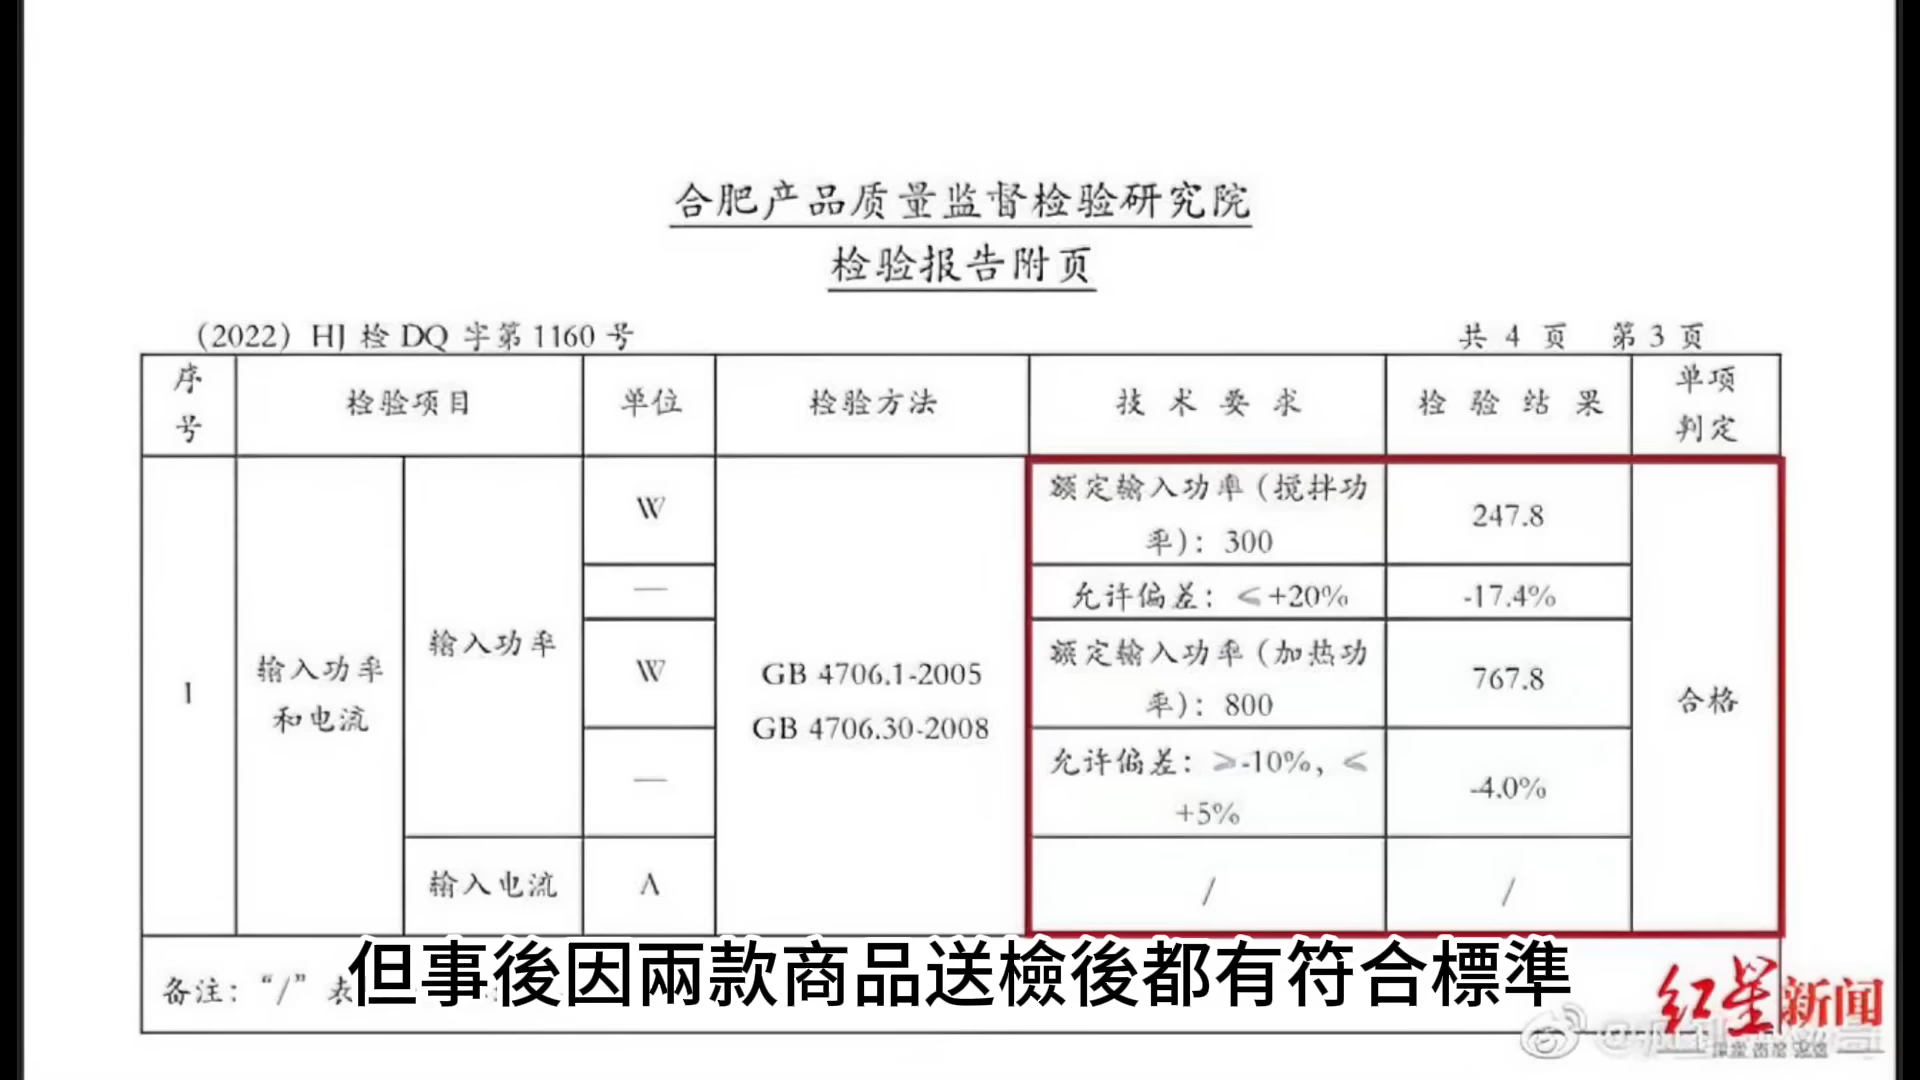 合肥产品质量监督检验研究院
检验报告附页
（2022）HJ 检 DQ 字第 1160 号
共 4 页 第 3 页
序号
检验项目
单位
检验方法
技 术 要 求
检 验 结 果
单项
判定
1
输入功率
和电流
输入功率
W
—
W
—
输入电流
A
GB 4706.1-2005
GB 4706.30-2008
额定输入功率（搅拌功
率）：300
247.8
允许偏差：≤+20%
-17.4%
额定输入功率（加热功
率）：800
767.8
允许偏差：≥-10%，≤
+5%
-4.0%
/
/
合格
备注：“/”表
但事後因兩款商品送檢後都有符合標準
红星新闻